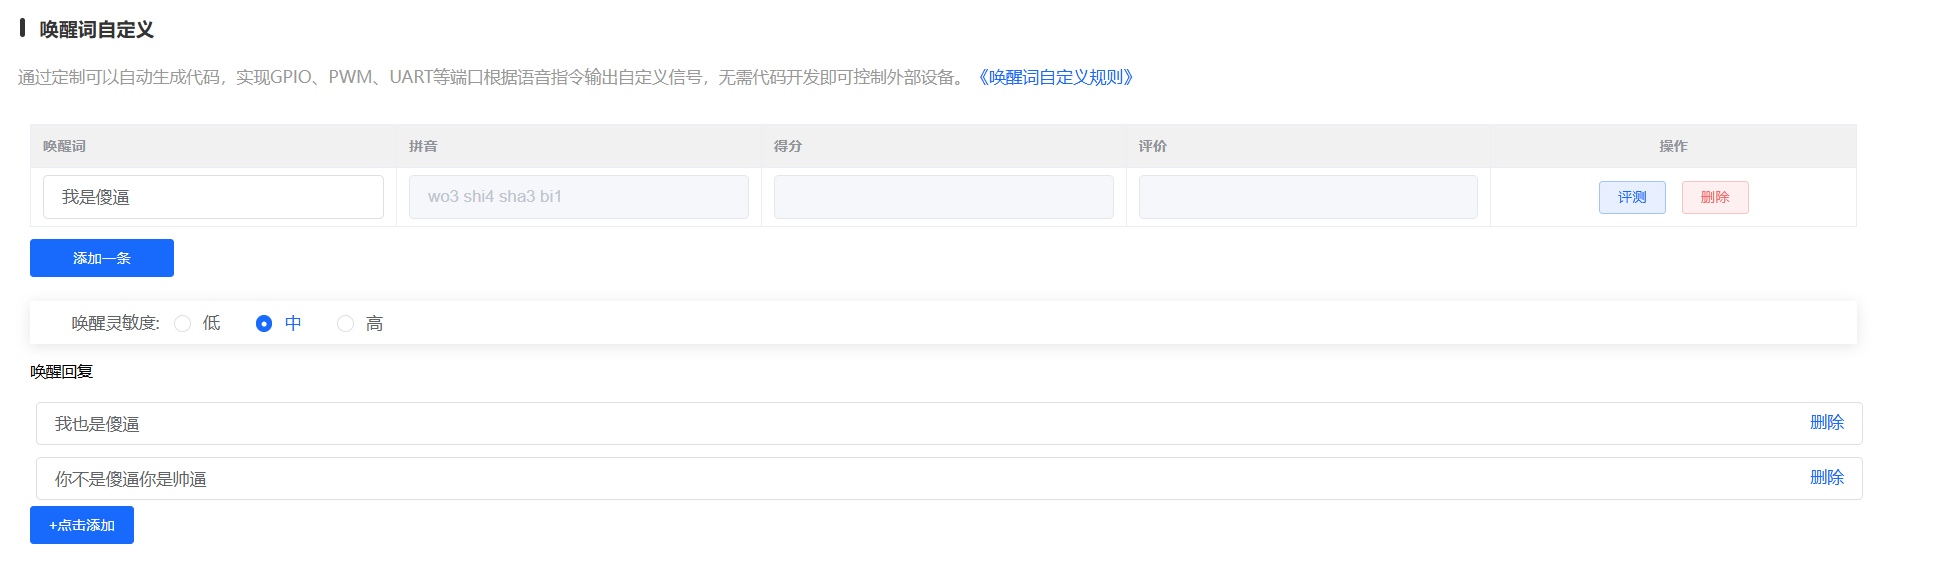 唤醒词自定义
通过定制可以自动生成代码，实现GPIO、PWM、UART等端口根据语音指令输出自定义信号，无需代码开发即可控制外部设备。《唤醒词自定义规则》
唤醒词 拼音 得分 评价 操作
我是傻逼 wo3 shi4 sha3 bi1 评测 删除
添加一条
唤醒灵敏度: 低 中 高
唤醒回复
我也是傻逼 删除
你不是傻逼你是帅逼 删除
+点击添加